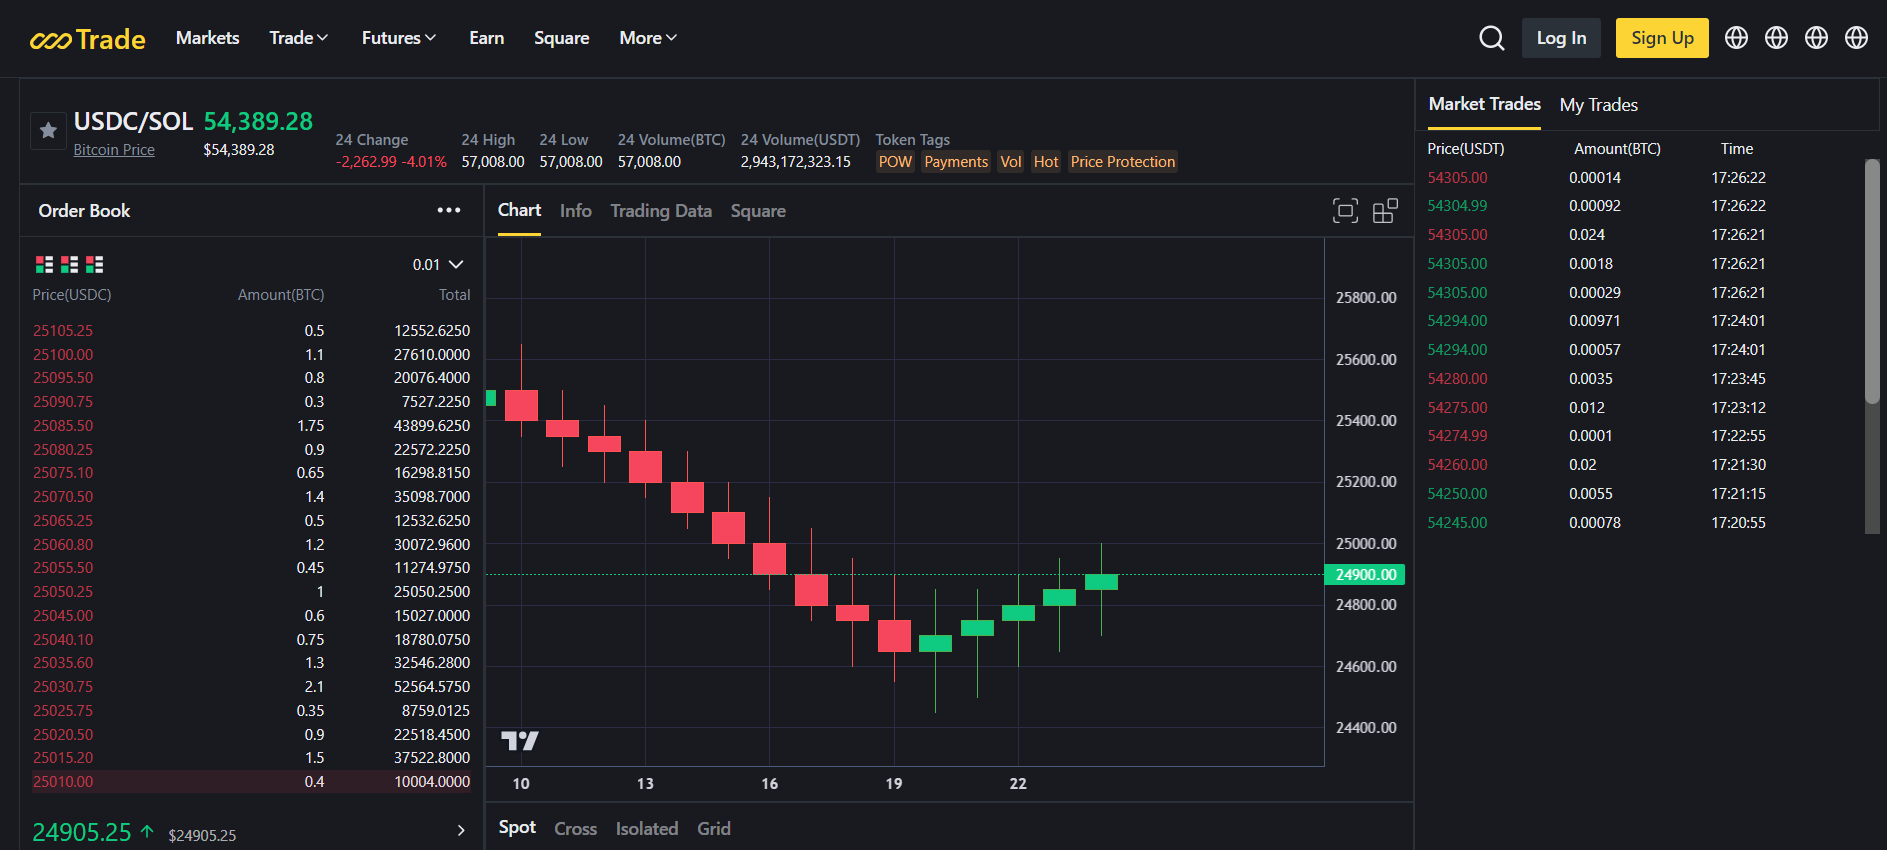 Trade Markets Trade Futures Earn Square More Log In Sign Up
USDC/SOL 54,389.28
Bitcoin Price $54,389.28
24 Change 24 High 24 Low 24 Volume(BTC) 24 Volume(USDT) Token Tags
-2,262.99 -4.01% 57,008.00 57,008.00 57,008.00 2,943,172,323.15 POW Payments Vol Hot Price Protection
Order Book
0.01
Price(USDC) Amount(BTC) Total
25105.25 0.5 12552.6250
25100.00 1.1 27610.0000
25095.50 0.8 20076.4000
25090.75 0.3 7527.2250
25085.50 1.75 43899.6250
25080.25 0.9 22572.2250
25075.10 0.65 16298.8150
25070.50 1.4 35098.7000
25065.25 0.5 12532.6250
25060.80 1.2 30072.9600
25055.50 0.45 11274.9750
25050.25 1 25050.2500
25045.00 0.6 15027.0000
25040.10 0.75 18780.0750
25035.60 1.3 32546.2800
25030.75 2.1 52564.5750
25025.75 0.35 8759.0125
25020.50 0.9 22518.4500
25015.20 1.5 37522.8000
25010.00 0.4 10004.0000
24905.25 $24905.25
Chart Info Trading Data Square
25800.00
25600.00
25400.00
25200.00
25000.00
24900.00
24800.00
24600.00
24400.00
10 13 16 19 22
Spot Cross Isolated Grid
Market Trades My Trades
Price(USDT) Amount(BTC) Time
54305.00 0.00014 17:26:22
54304.99 0.00092 17:26:22
54305.00 0.024 17:26:21
54305.00 0.0018 17:26:21
54305.00 0.00029 17:26:21
54294.00 0.00971 17:24:01
54294.00 0.00057 17:24:01
54280.00 0.0035 17:23:45
54275.00 0.012 17:23:12
54274.99 0.0001 17:22:55
54260.00 0.02 17:21:30
54250.00 0.0055 17:21:15
54245.00 0.00078 17:20:55